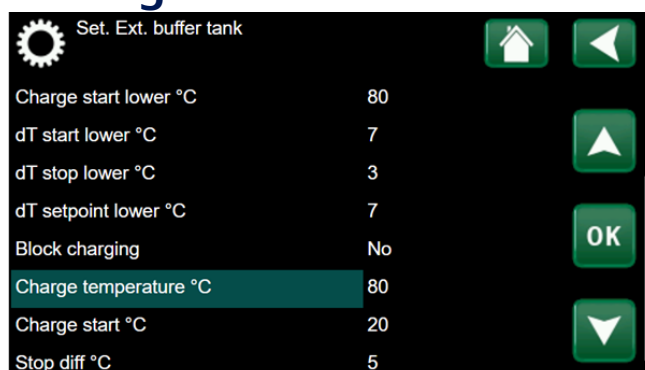 Set. Ext. buffer tank
Charge start lower °C 80
dT start lower °C 7
dT stop lower °C 3
dT setpoint lower °C 7
Block charging No
OK
Charge temperature °C 80
Charge start °C 20
Stop diff °C 5